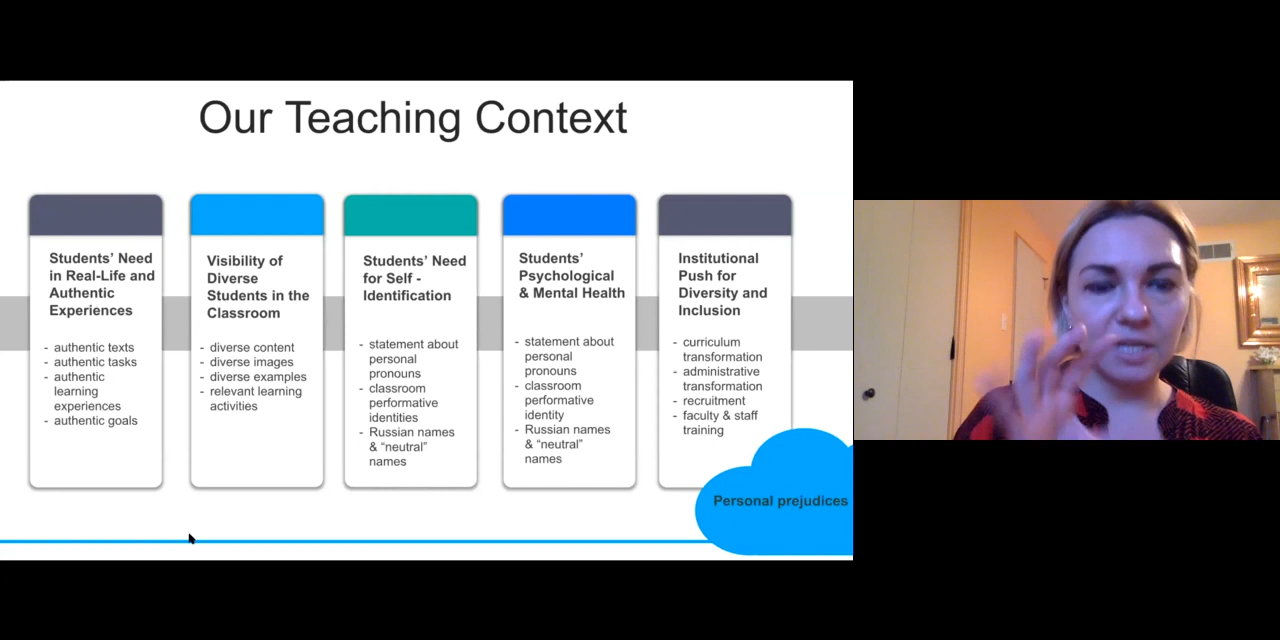 Our Teaching Context
Students’ Need
in Real-Life and
Authentic
Experiences
- authentic texts
- authentic tasks
- authentic
learning
experiences
- authentic goals
Visibility of
Diverse
Students in the
Classroom
- diverse content
- diverse images
- diverse examples
- relevant learning
activities
Students’ Need
for Self -
Identification
- statement about
personal
pronouns
- classroom
performative
identities
- Russian names
& “neutral”
names
Students’
Psychological
& Mental Health
- statement about
personal
pronouns
- classroom
performative
identity
- Russian names
& “neutral”
names
Institutional
Push for
Diversity and
Inclusion
- curriculum
transformation
- administrative
transformation
- recruitment
- faculty & staff
training
Personal prejudices